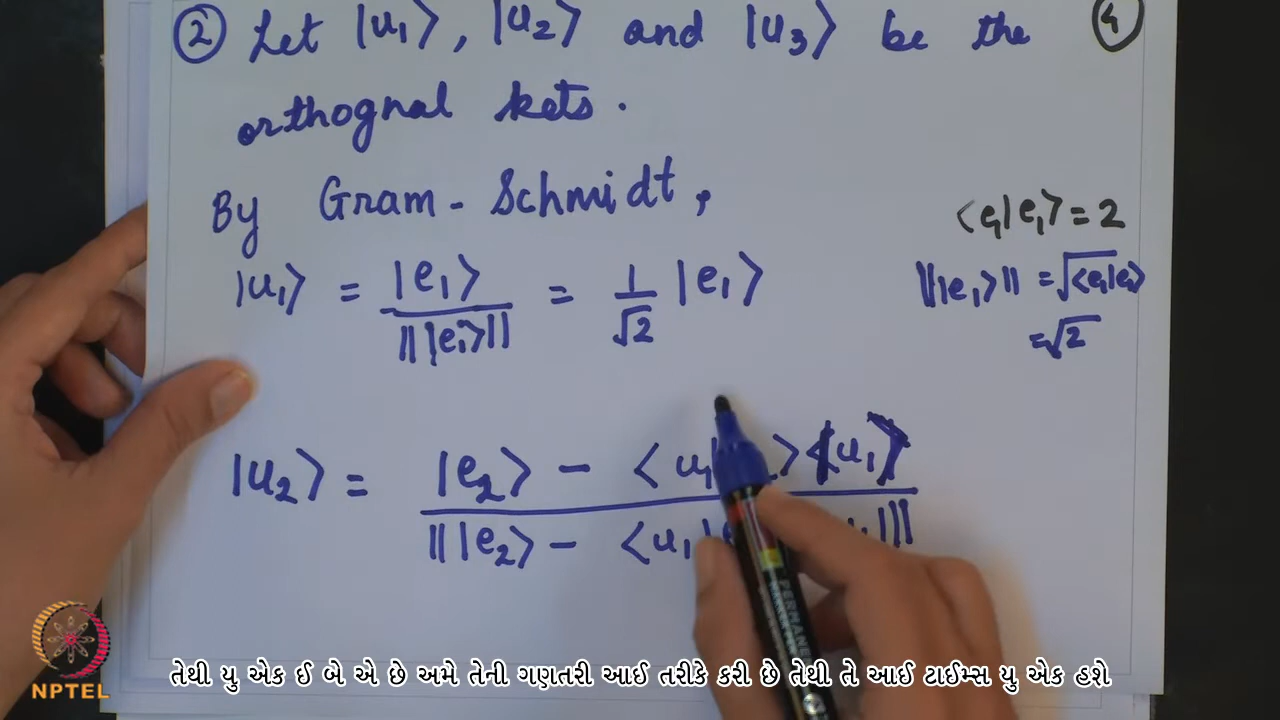 ② Let |u₁⟩, |u₂⟩ and |u₃⟩ be the ④
orthognal kets.
By Gram-Schmidt,
⟨e₁|e₁⟩ = 2
|u₁⟩ = |e₁⟩ / || |e₁⟩ || = 1/√2 |e₁⟩
|| |e₁⟩ || = √⟨e₁|e₁⟩
= √2
|u₂⟩ = |e₂⟩ - ⟨u₁ ⟩ |u₁⟩
|| |e₂⟩ - ⟨u₁| ||
NPTEL
તેથી યુ એક ઈ બે એ છે અમે તેની ગણતરી આઈ તરીકે કરી છે તેથી તે આઈ ટાઈમ્સ યુ એક હશે